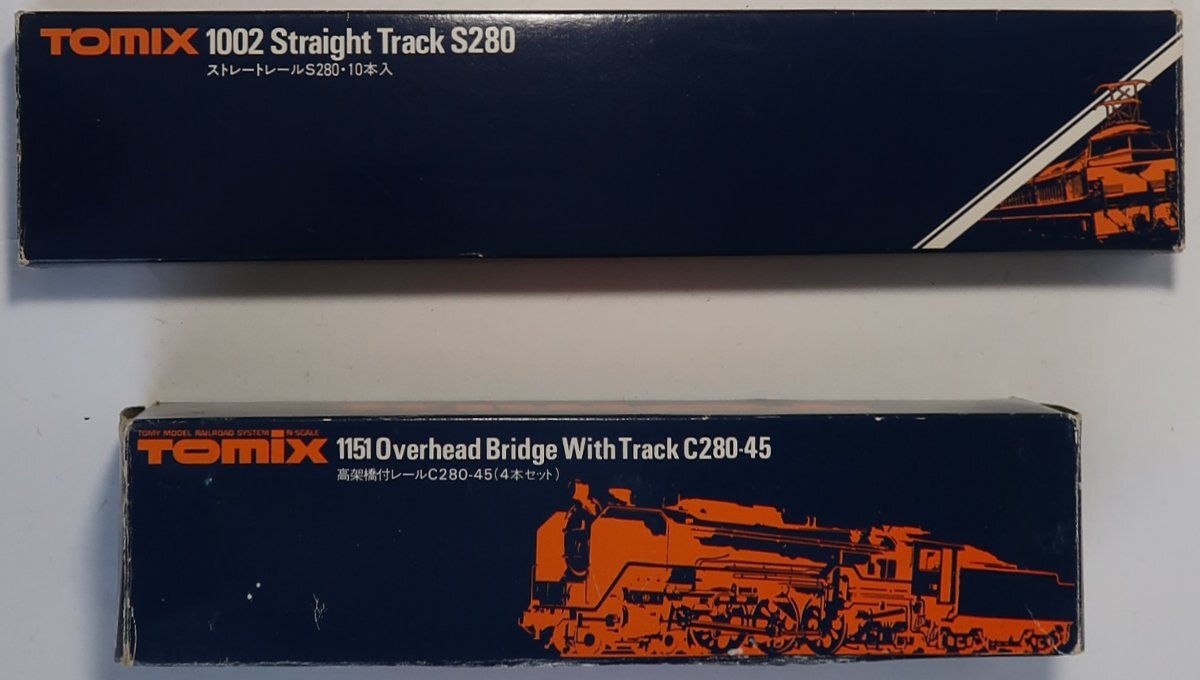 TOMIX 1002 Straight Track S280
ストレートレールS280・10本入
TOMY MODEL RAILROAD SYSTEM N-SCALE
TOMIX 1151 Overhead Bridge With Track C280-45
高架橋付レールC280-45(4本セット)